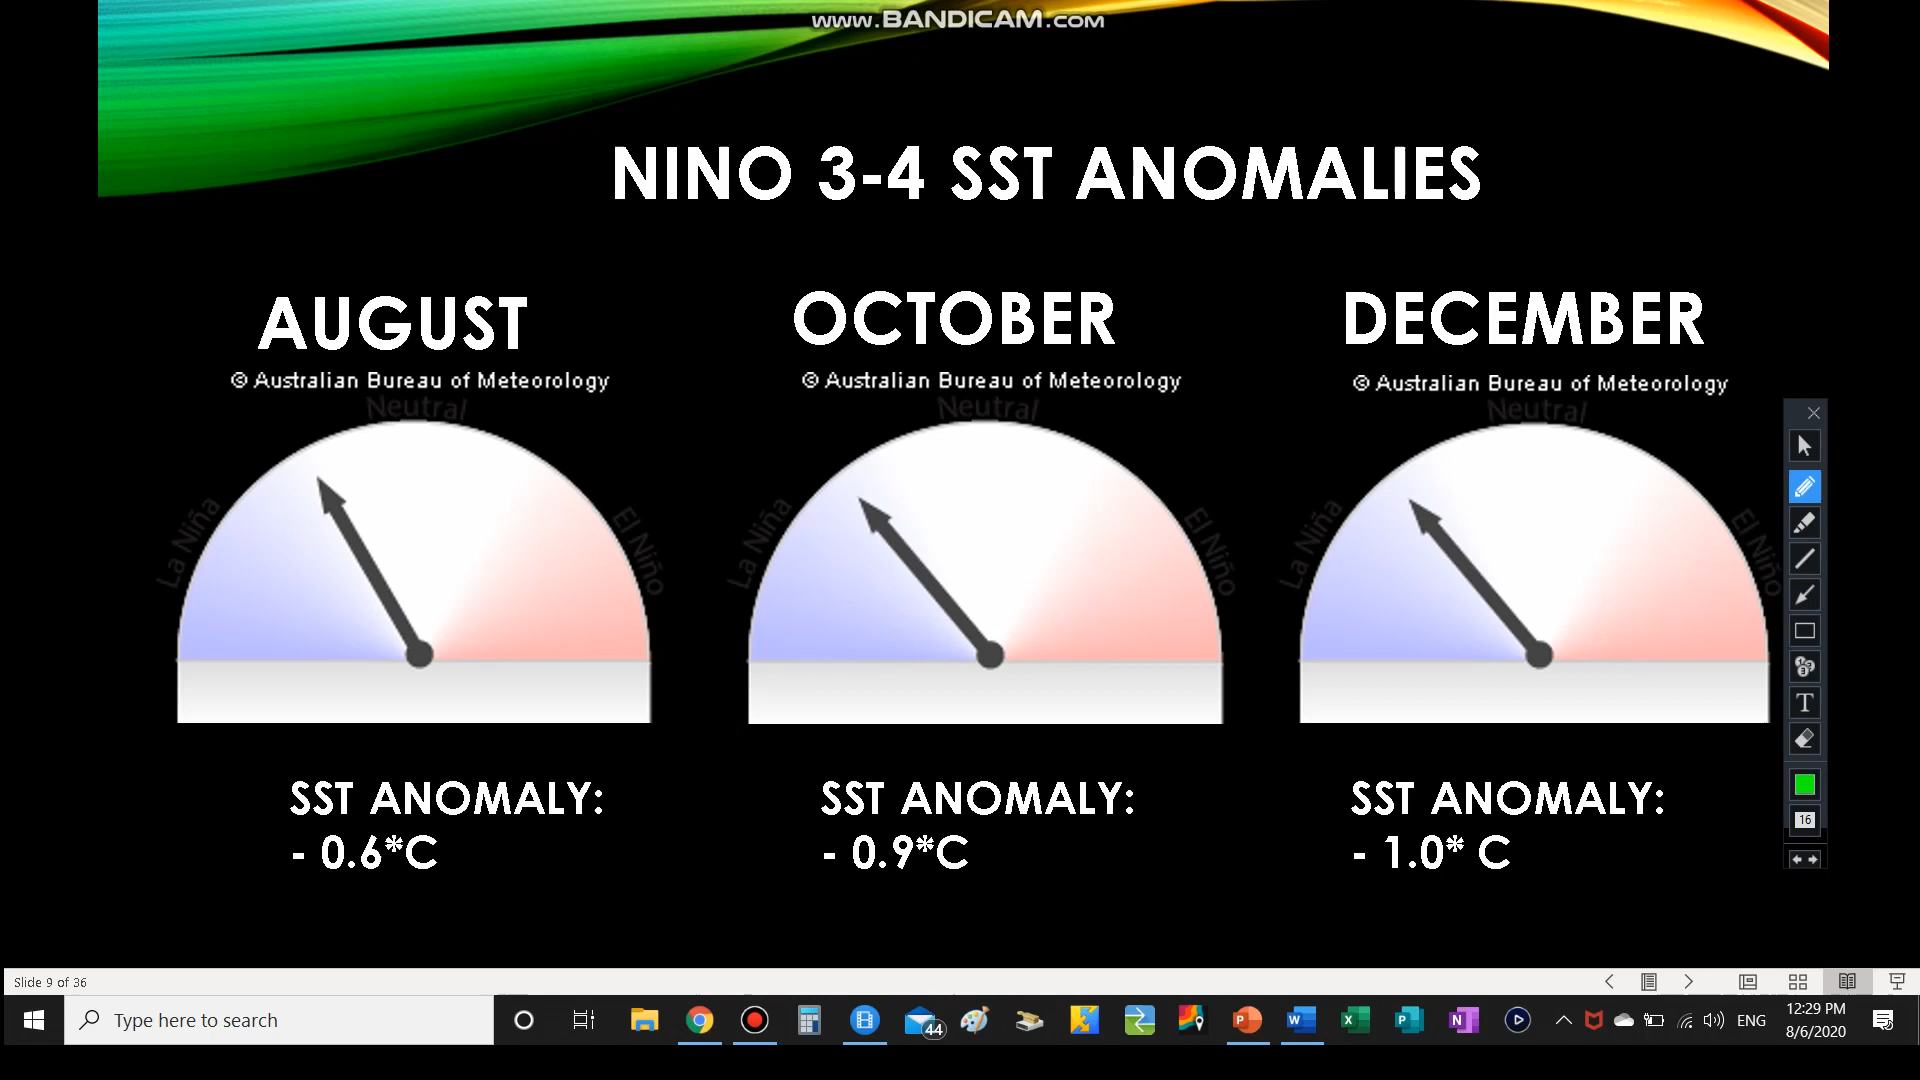 www.BANDICAM.com
NINO 3-4 SST ANOMALIES
AUGUST
© Australian Bureau of Meteorology
Neutral
La Niña
El Niño
SST ANOMALY:
- 0.6*C
OCTOBER
© Australian Bureau of Meteorology
Neutral
La Niña
El Niño
SST ANOMALY:
- 0.9*C
DECEMBER
© Australian Bureau of Meteorology
Neutral
La Niña
El Niño
SST ANOMALY:
- 1.0* C
T
16
Slide 9 of 36
Type here to search
44
ENG
12:29 PM
8/6/2020